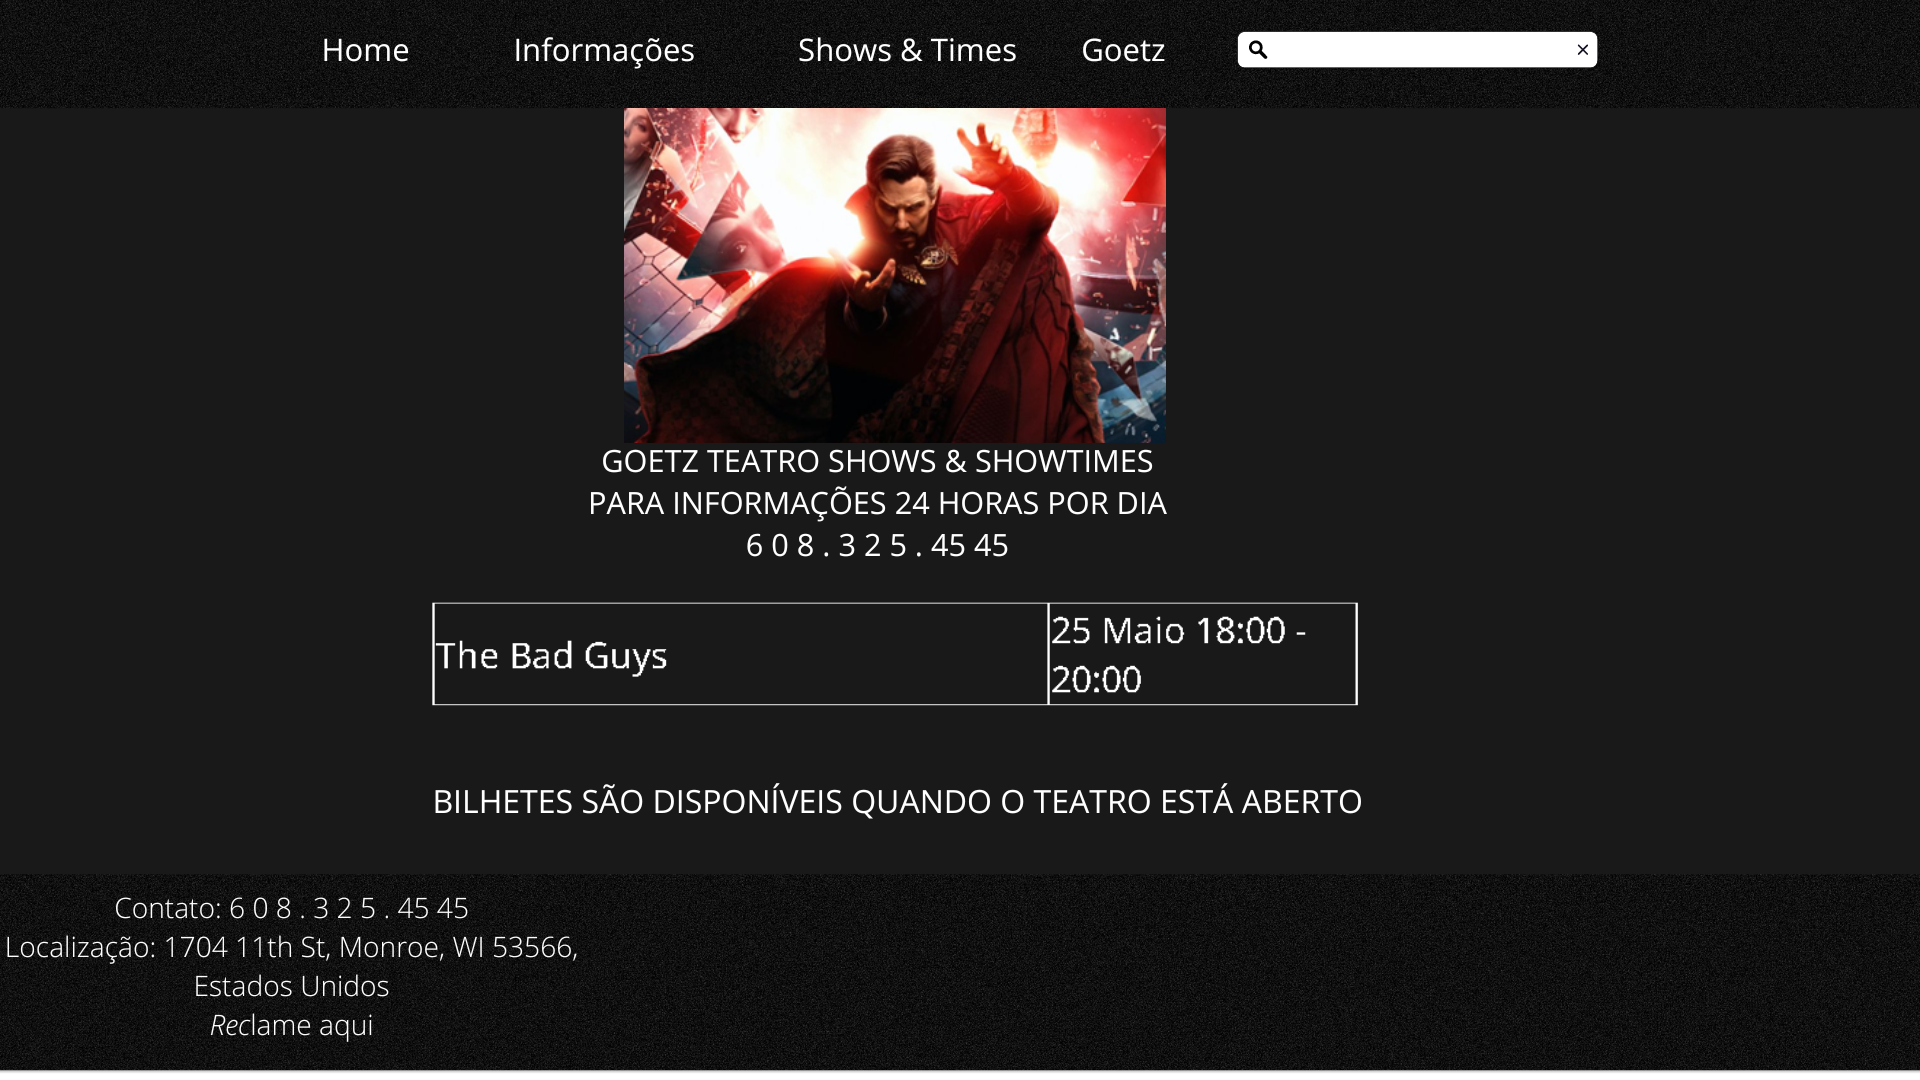 Home Informações Shows & Times Goetz
×
GOETZ TEATRO SHOWS & SHOWTIMES
PARA INFORMAÇÕES 24 HORAS POR DIA
6 0 8 . 3 2 5 . 45 45
The Bad Guys
25 Maio 18:00 -
20:00
BILHETES SÃO DISPONÍVEIS QUANDO O TEATRO ESTÁ ABERTO
Contato: 6 0 8 . 3 2 5 . 45 45
Localização: 1704 11th St, Monroe, WI 53566,
Estados Unidos
Reclame aqui